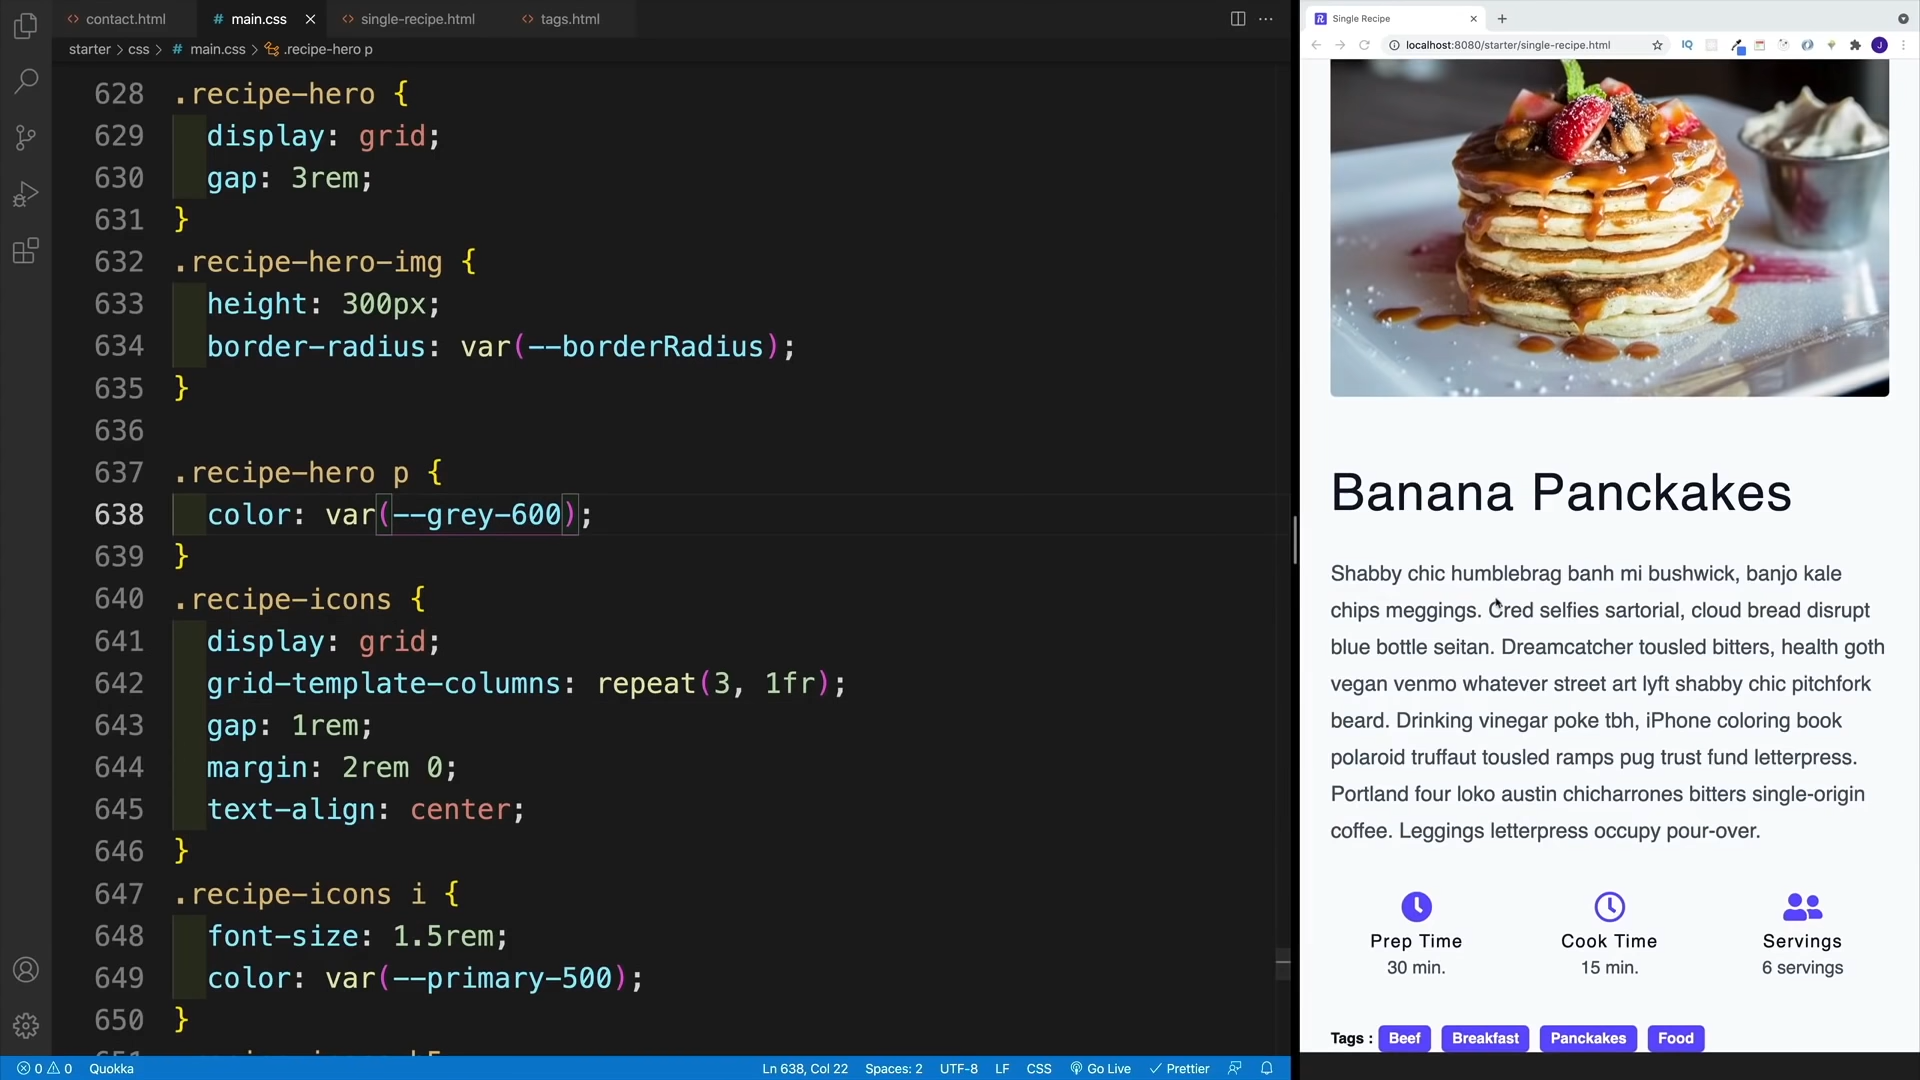 contact.html
main.css
single-recipe.html
tags.html
starter > css > # main.css > .recipe-hero p
628 .recipe-hero {
629 display: grid;
630 gap: 3rem;
631 }
632 .recipe-hero-img {
633 height: 300px;
634 border-radius: var(--borderRadius);
635 }
636
637 .recipe-hero p {
638 color: var(--grey-600);
639 }
640 .recipe-icons {
641 display: grid;
642 grid-template-columns: repeat(3, 1fr);
643 gap: 1rem;
644 margin: 2rem 0;
645 text-align: center;
646 }
647 .recipe-icons i {
648 font-size: 1.5rem;
649 color: var(--primary-500);
650 }
0 0 Quokka Ln 638, Col 22 Spaces: 2 UTF-8 LF CSS Go Live Prettier
Single Recipe
localhost:8080/starter/single-recipe.html
IQ
J
Banana Panckakes
Shabby chic humblebrag banh mi bushwick, banjo kale
chips meggings. Cred selfies sartorial, cloud bread disrupt
blue bottle seitan. Dreamcatcher tousled bitters, health goth
vegan venmo whatever street art lyft shabby chic pitchfork
beard. Drinking vinegar poke tbh, iPhone coloring book
polaroid truffaut tousled ramps pug trust fund letterpress.
Portland four loko austin chicharrones bitters single-origin
coffee. Leggings letterpress occupy pour-over.
Prep Time Cook Time Servings
30 min. 15 min. 6 servings
Tags : Beef Breakfast Panckakes Food